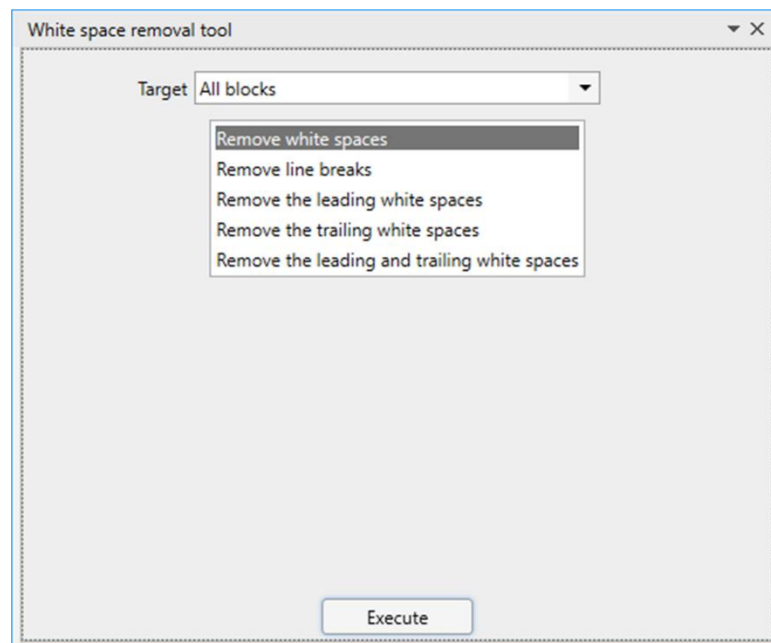 White space removal tool
Target All blocks
Remove white spaces
Remove line breaks
Remove the leading white spaces
Remove the trailing white spaces
Remove the leading and trailing white spaces
Execute